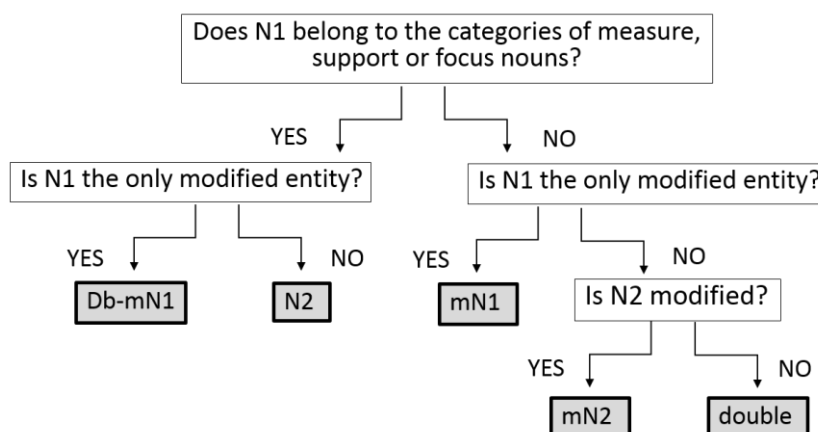 Does N1 belong to the categories of measure,
support or focus nouns?
YES
NO
Is N1 the only modified entity?
Is N1 the only modified entity?
YES
NO
YES
NO
Db-mN1
N2
mN1
Is N2 modified?
YES
NO
mN2
double